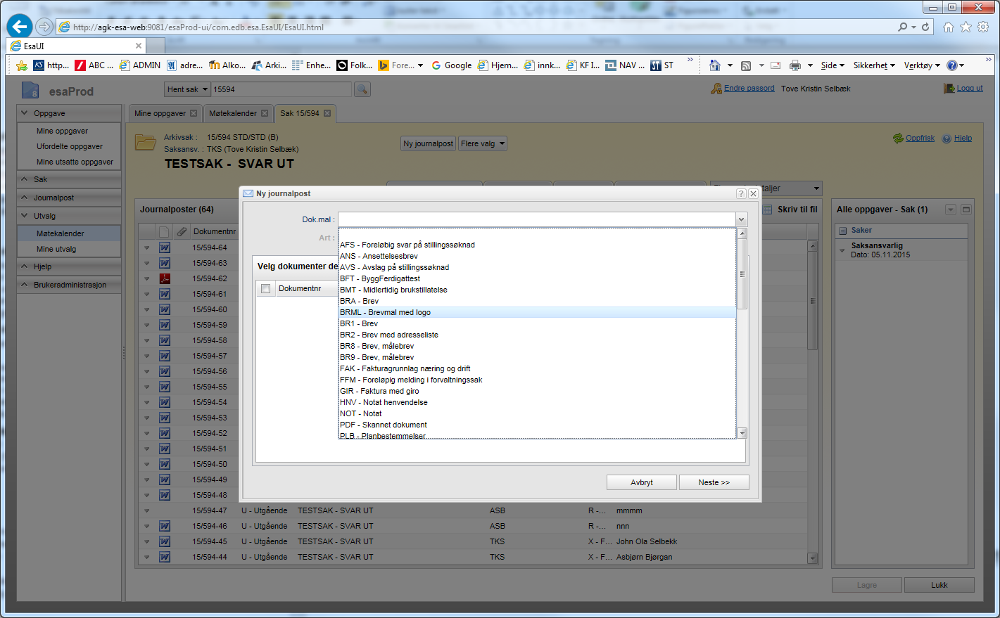 http://agk-esa-web:9081/esaProd-ui/com.edb.esa.EsaUI/EsaUI.html
EsaUI
http...
ABC ...
ADMIN
adre...
Alko...
Arki...
Enhe...
Folk...
Fore...
Google
Hjem...
innk...
KF I...
NAV ...
ST
Side
Sikkerhet
Verktøy
esaProd
Hent sak
15594
Endre passord
Tove Kristin Selbæk
Logg ut
Oppgave
Mine oppgaver
Ufordelte oppgaver
Mine utsatte oppgaver
Sak
Journalpost
Utvalg
Møtekalender
Mine utvalg
Hjelp
Brukeradministrasjon
Mine oppgaver
Møtekalender
Sak 15/594
Arkivsak : 15/594 STD/STD (B)
Saksansv. : TKS (Tove Kristin Selbæk)
TESTSAK - SVAR UT
Ny journalpost
Flere valg
Oppfrisk
Hjelp
Journalposter (64)
Skriv til fil
Dokumentnr
15/594-64
15/594-63
15/594-62
15/594-61
15/594-60
15/594-59
15/594-58
15/594-57
15/594-56
15/594-55
15/594-54
15/594-53
15/594-52
15/594-51
15/594-50
15/594-49
15/594-48
15/594-47 U - Utgående TESTSAK - SVAR UT ASB R -... mmmm
15/594-46 U - Utgående TESTSAK - SVAR UT ASB R -... nnn
15/594-45 U - Utgående TESTSAK - SVAR UT TKS X - F... John Ola Selbekk
15/594-44 U - Utgående TESTSAK - SVAR UT TKS X - F... Asbjørn Bjørgan
Ny journalpost
Dok.mal :
Art :
Velg dokumenter de
Dokumentnr
AFS - Foreløbig svar på stillingssøknad
ANS - Ansettelsesbrev
AVS - Avslag på stillingssøknad
BFT - ByggFerdigattest
BMT - Midlertidig brukstillatelse
BRA - Brev
BRML - Brevmal med logo
BR1 - Brev
BR2 - Brev med adresseliste
BR8 - Brev, målebrev
BR9 - Brev, målebrev
FAK - Fakturagrunnlag næring og drift
FFM - Foreløpig melding i forvaltningssak
GIR - Faktura med giro
HNV - Notat henvendelse
NOT - Notat
PDF - Skannet dokument
PLB - Planbestemmelser
Avbryt
Neste >>
Alle oppgaver - Sak (1)
Saker
Saksansvarlig
Dato: 05.11.2015
Lagre
Lukk